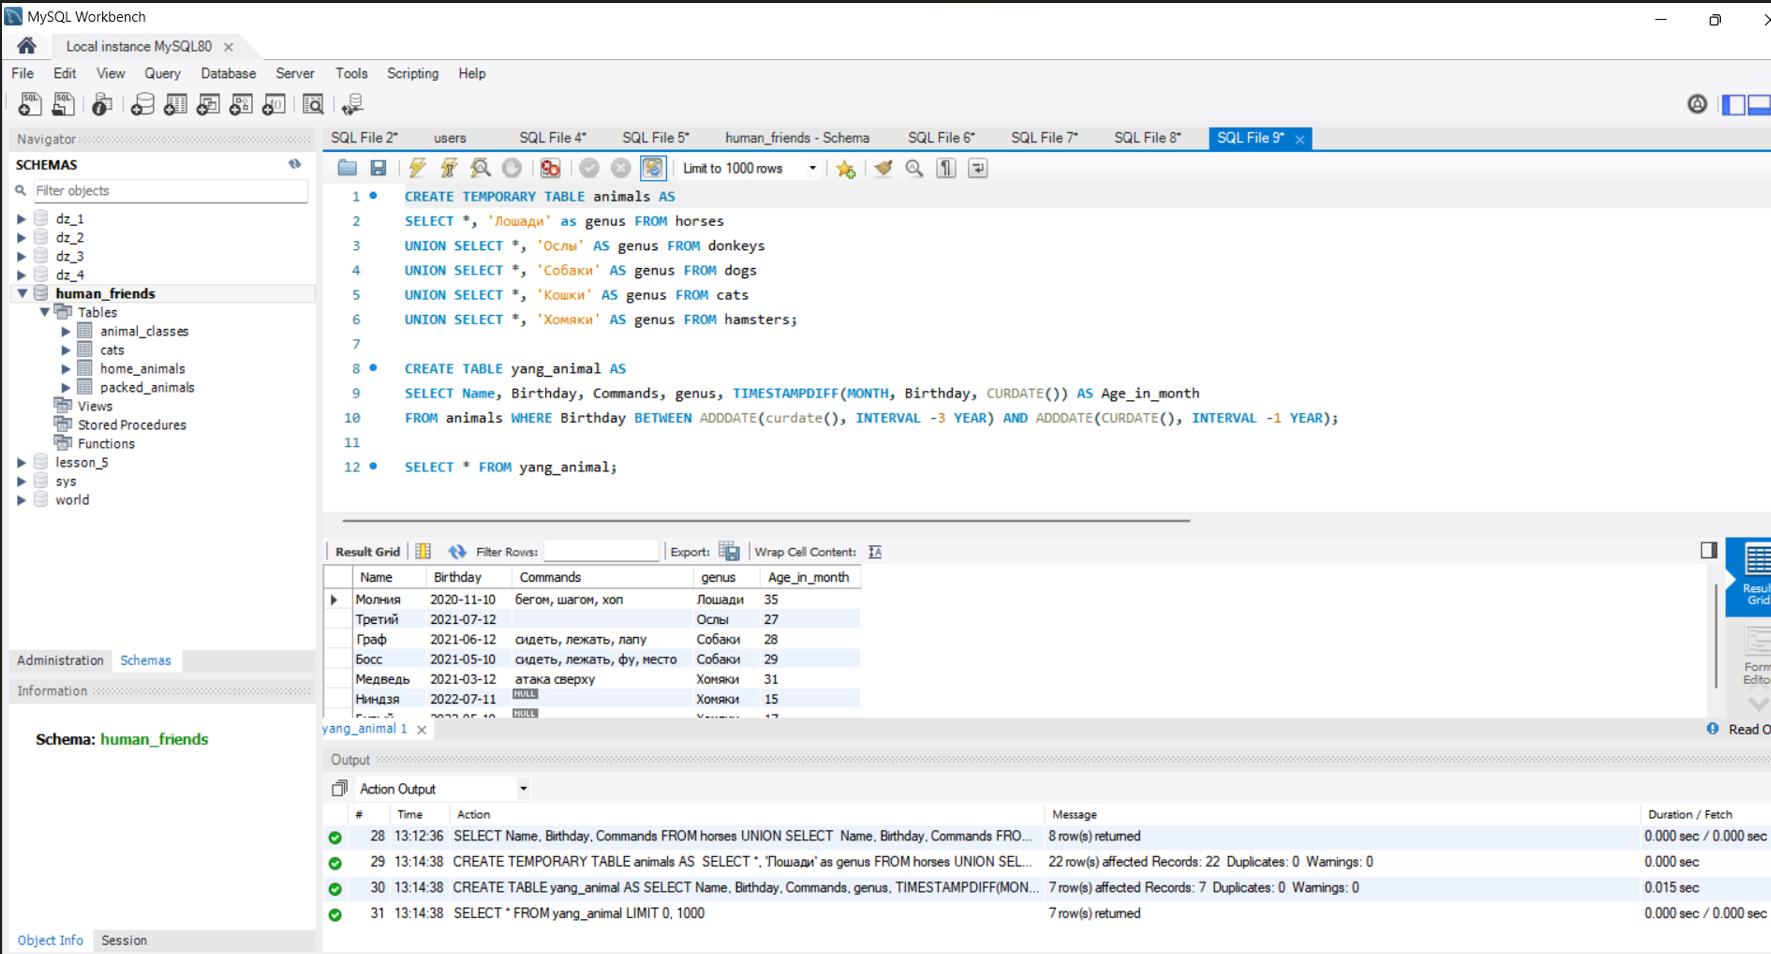 MySQL Workbench
Local instance MySQL80
File Edit View Query Database Server Tools Scripting Help
Navigator
SCHEMAS
Filter objects
dz_1
dz_2
dz_3
dz_4
human_friends
Tables
animal_classes
cats
home_animals
packed_animals
Views
Stored Procedures
Functions
lesson_5
sys
world
Administration Schemas
Information
Schema: human_friends
Object Info Session
SQL File 2* users SQL File 4* SQL File 5* human_friends - Schema SQL File 6* SQL File 7* SQL File 8* SQL File 9*
Limit to 1000 rows
1 CREATE TEMPORARY TABLE animals AS
2 SELECT *, 'Лошади' as genus FROM horses
3 UNION SELECT *, 'Ослы' AS genus FROM donkeys
4 UNION SELECT *, 'Собаки' AS genus FROM dogs
5 UNION SELECT *, 'Кошки' AS genus FROM cats
6 UNION SELECT *, 'Хомяки' AS genus FROM hamsters;
7
8 CREATE TABLE yang_animal AS
9 SELECT Name, Birthday, Commands, genus, TIMESTAMPDIFF(MONTH, Birthday, CURDATE()) AS Age_in_month
10 FROM animals WHERE Birthday BETWEEN ADDDATE(curdate(), INTERVAL -3 YEAR) AND ADDDATE(CURDATE(), INTERVAL -1 YEAR);
11
12 SELECT * FROM yang_animal;
Result Grid Filter Rows: Export: Wrap Cell Content:
Name Birthday Commands genus Age_in_month
Молния 2020-11-10 бегом, шагом, хоп Лошади 35
Третий 2021-07-12 Ослы 27
Граф 2021-06-12 сидеть, лежать, лапу Собаки 28
Босс 2021-05-10 сидеть, лежать, фу, место Собаки 29
Медведь 2021-03-12 атака сверху Хомяки 31
Ниндзя 2022-07-11 NULL Хомяки 15
NULL
Result
Grid
Form
Editor
yang_animal 1
Read O
Output
Action Output
# Time Action Message Duration / Fetch
28 13:12:36 SELECT Name, Birthday, Commands FROM horses UNION SELECT Name, Birthday, Commands FRO... 8 row(s) returned 0.000 sec / 0.000 sec
29 13:14:38 CREATE TEMPORARY TABLE animals AS SELECT *, 'Лошади' as genus FROM horses UNION SEL... 22 row(s) affected Records: 22 Duplicates: 0 Warnings: 0 0.000 sec
30 13:14:38 CREATE TABLE yang_animal AS SELECT Name, Birthday, Commands, genus, TIMESTAMPDIFF(MON... 7 row(s) affected Records: 7 Duplicates: 0 Warnings: 0 0.015 sec
31 13:14:38 SELECT * FROM yang_animal LIMIT 0, 1000 7 row(s) returned 0.000 sec / 0.000 sec